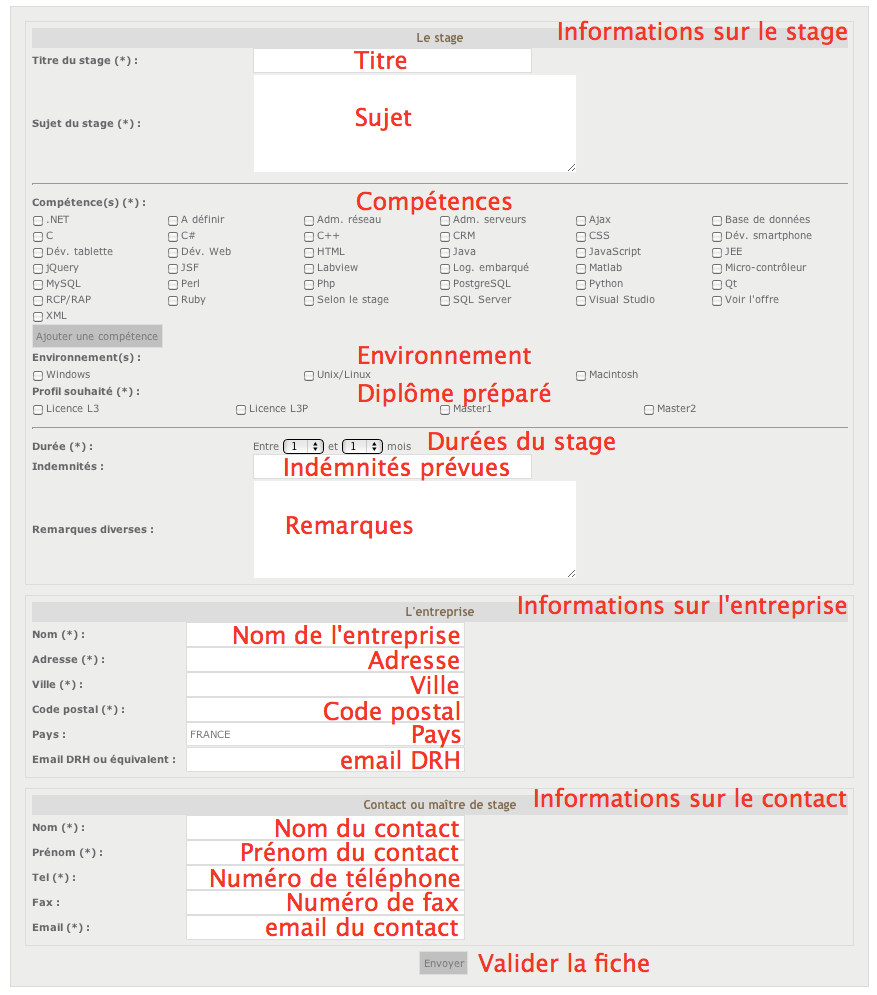 Le stage Informations sur le stage
Titre du stage (*) : Titre
Sujet du stage (*) : Sujet
Compétence(s) (*) : Compétences
.NET A définir Adm. réseau Adm. serveurs Ajax Base de données
C C# C++ CRM CSS Dév. smartphone
Dév. tablette Dév. Web HTML Java JavaScript JEE
jQuery JSF Labview Log. embarqué Matlab Micro-contrôleur
MySQL Perl Php PostgreSQL Python Qt
RCP/RAP Ruby Selon le stage SQL Server Visual Studio Voir l'offre
XML
Ajouter une compétence
Environnement(s) : Environnement
Windows Unix/Linux Macintosh
Profil souhaité (*) : Diplôme préparé
Licence L3 Licence L3P Master1 Master2
Durée (*) : Entre 1 et 1 mois Durées du stage
Indemnités : Indémnités prévues
Remarques diverses : Remarques
L'entreprise Informations sur l'entreprise
Nom (*) : Nom de l'entreprise
Adresse (*) : Adresse
Ville (*) : Ville
Code postal (*) : Code postal
Pays : FRANCE Pays
Email DRH ou équivalent : email DRH
Contact ou maître de stage Informations sur le contact
Nom (*) : Nom du contact
Prénom (*) : Prénom du contact
Tel (*) : Numéro de téléphone
Fax : Numéro de fax
Email (*) : email du contact
Envoyer Valider la fiche